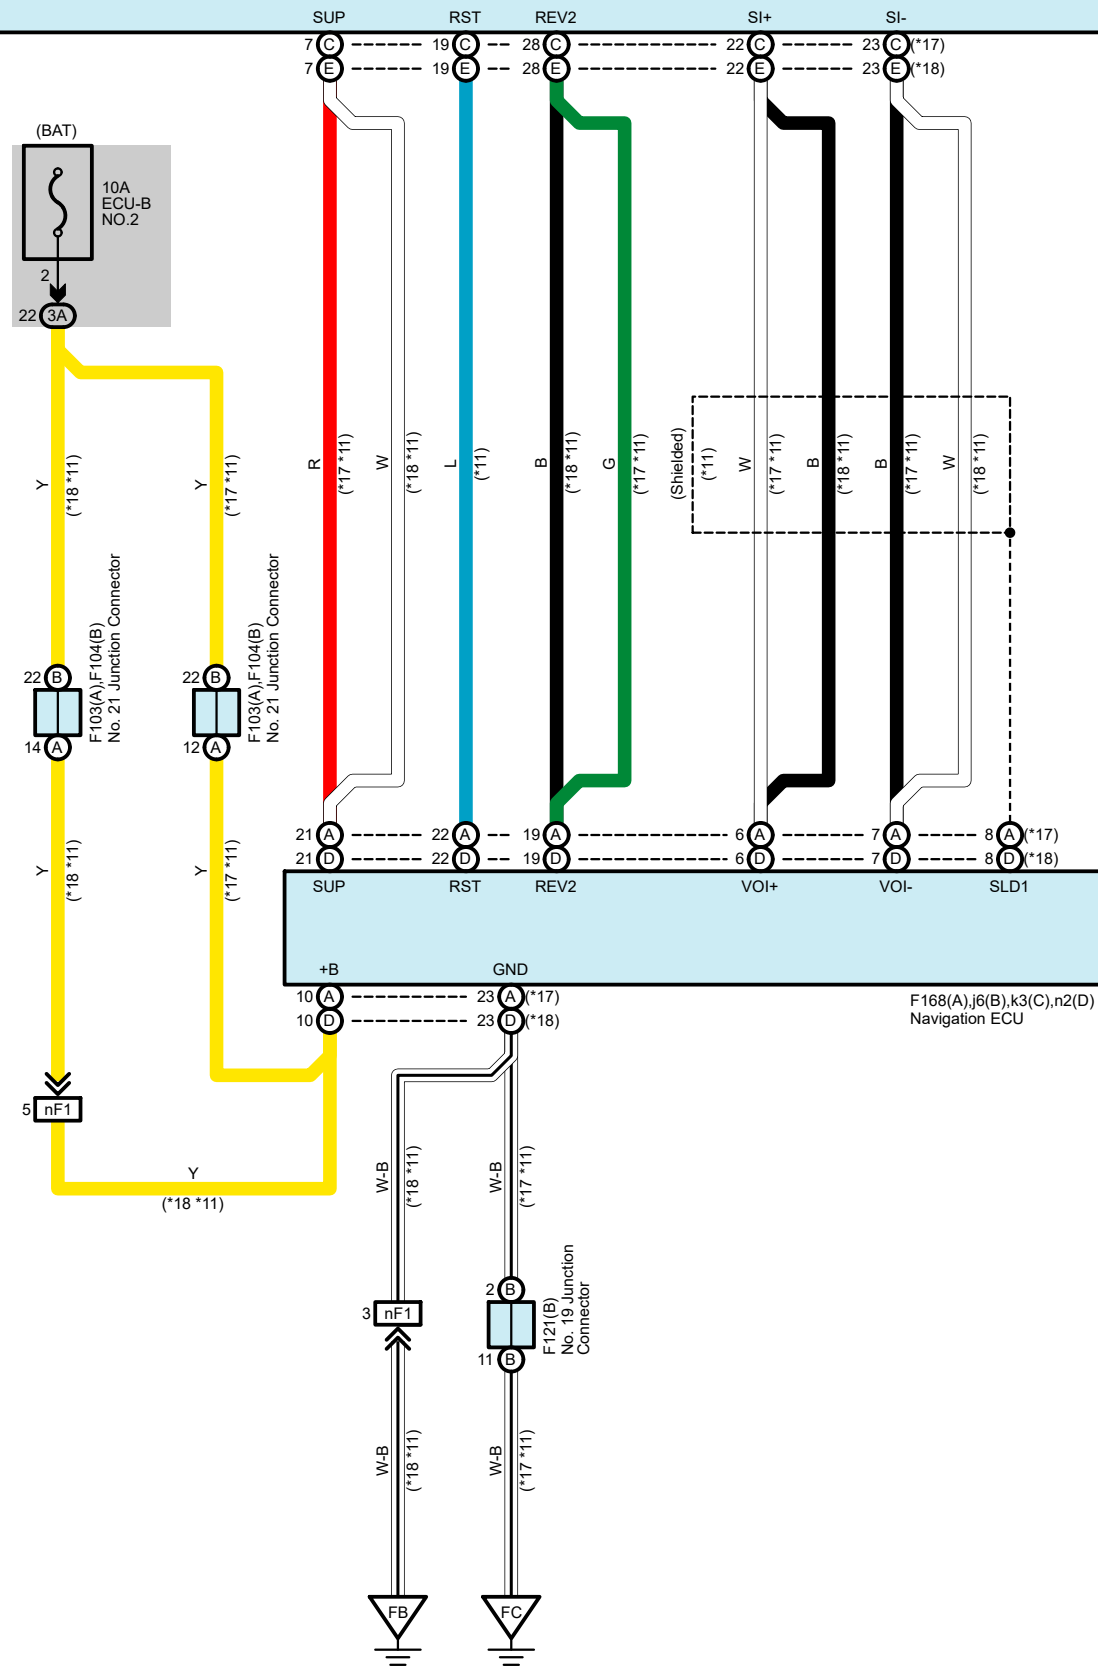 SUP RST REV2 SI+ SI-
7 C 19 C 28 C 22 C 23 C (*17)
7 E 19 E 28 E 22 E 23 E (*18)
(BAT)
10A
ECU-B
NO.2
2
22 3A
Y
(*18 *11)
Y
(*17 *11)
R
(*17 *11)
W
(*18 *11)
L
(*11)
B
(*18 *11)
G
(*17 *11)
(Shielded)
(*11)
W
(*17 *11)
B
(*18 *11)
B
(*17 *11)
W
(*18 *11)
F103(A),F104(B)
No. 21 Junction Connector
F103(A),F104(B)
No. 21 Junction Connector
22 B 22 B
14 A 12 A
21 A 22 A 19 A 6 A 7 A 8 A (*17)
21 D 22 D 19 D 6 D 7 D 8 D (*18)
SUP RST REV2 VOI+ VOI- SLD1
Y
(*18 *11)
Y
(*17 *11)
+B GND
10 A 23 A (*17)
10 D 23 D (*18)
F168(A),j6(B),k3(C),n2(D)
Navigation ECU
5 nF1
Y
(*18 *11)
W-B
(*18 *11)
W-B
(*17 *11)
2 B
3 nF1
F121(B)
No. 19 Junction
Connector
11 B
W-B
(*18 *11)
W-B
(*17 *11)
FB FC